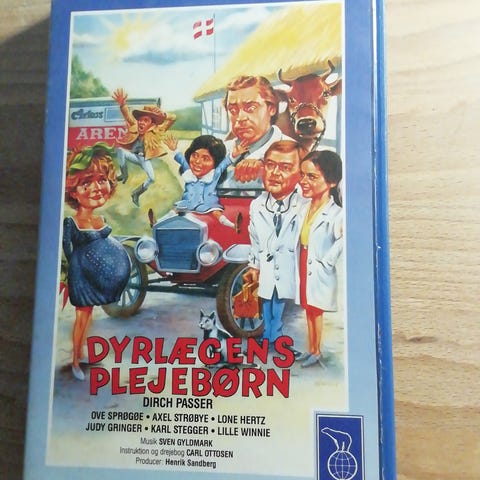 Cirkus
ARENA
DYRLÆGENS
PLEJEBØRN
DIRCH PASSER
OVE SPROGØE • AXEL STRØBYE • LONE HERTZ
JUDY GRINGER • KARL STEGGER • LILLE WINNIE
Musik SVEN GYLDMARK
Instruktion og drejebog CARL OTTOSEN
Producer: Henrik Sandberg